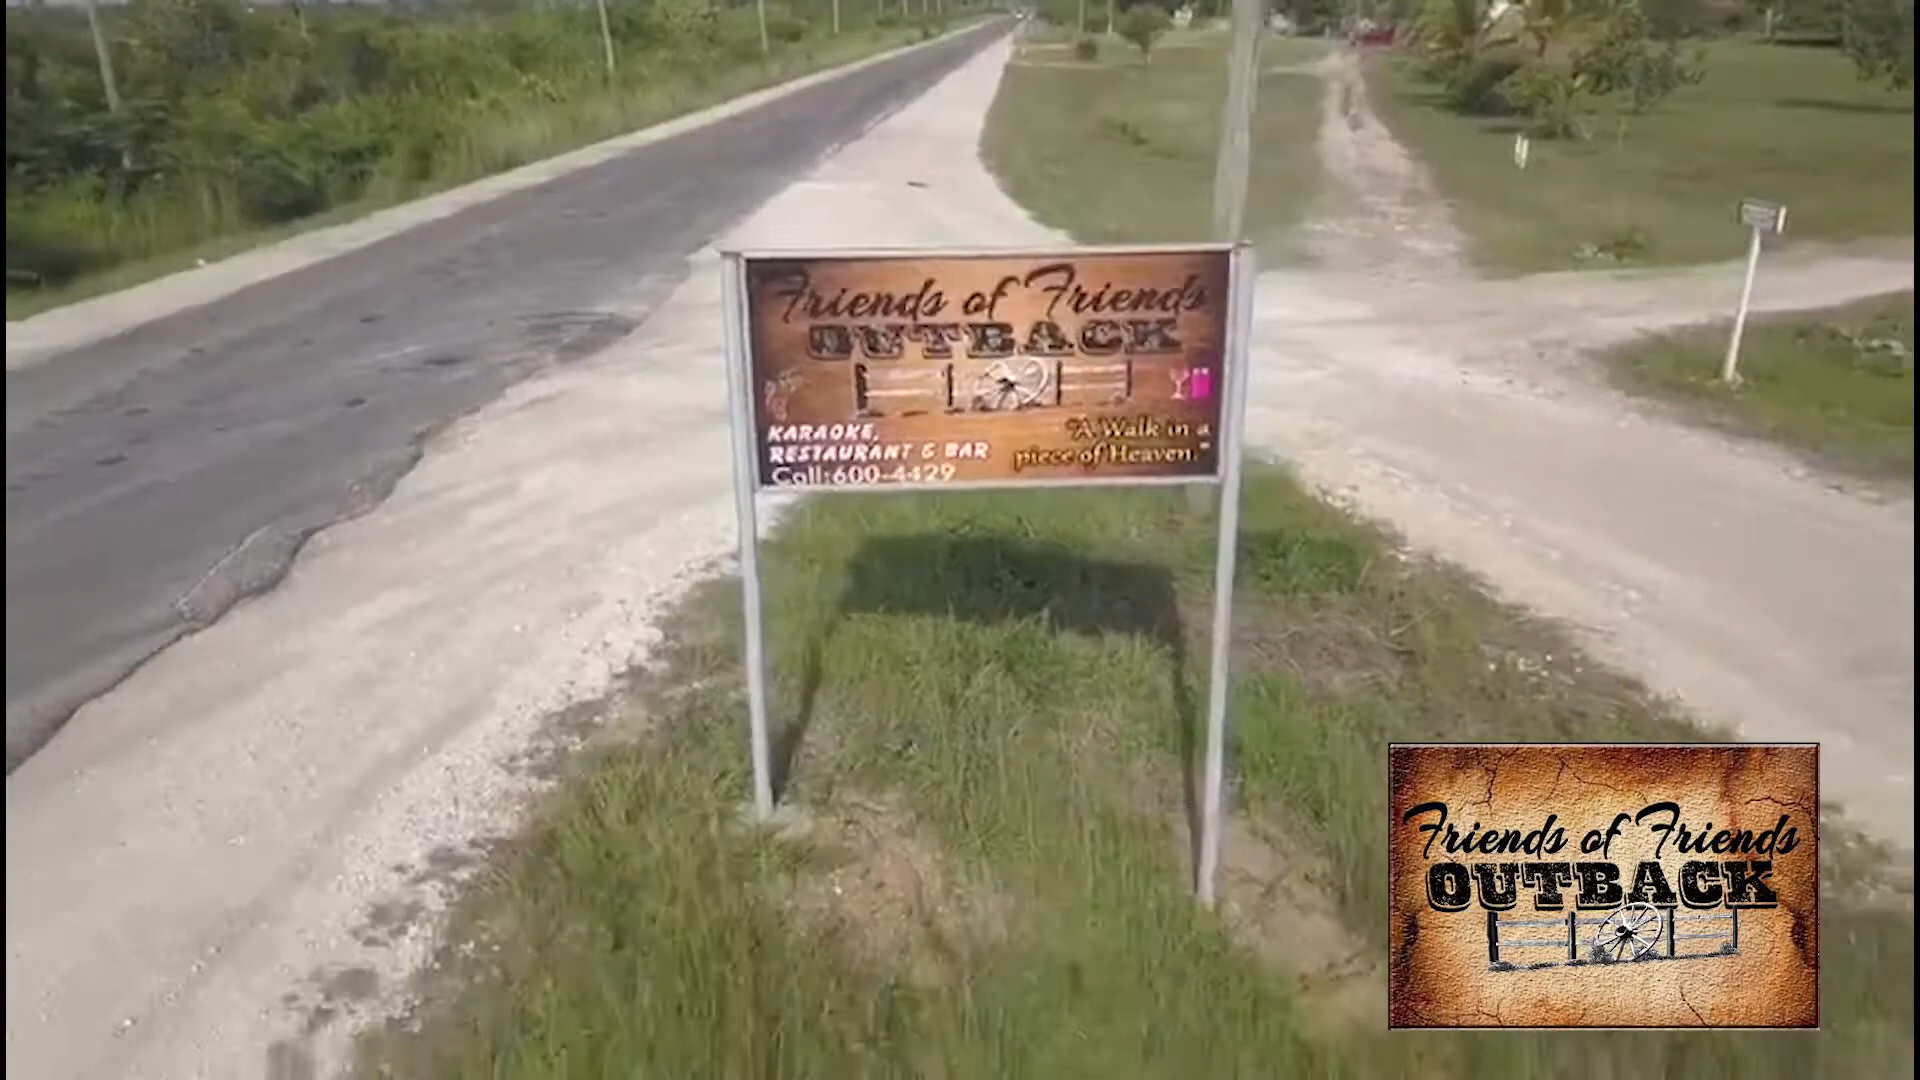 Friends of Friends
OUTBACK
KARAOKE,
RESTAURANT & BAR
Call:600-4429
"A Walk in a
piece of Heaven."
Friends of Friends
OUTBACK